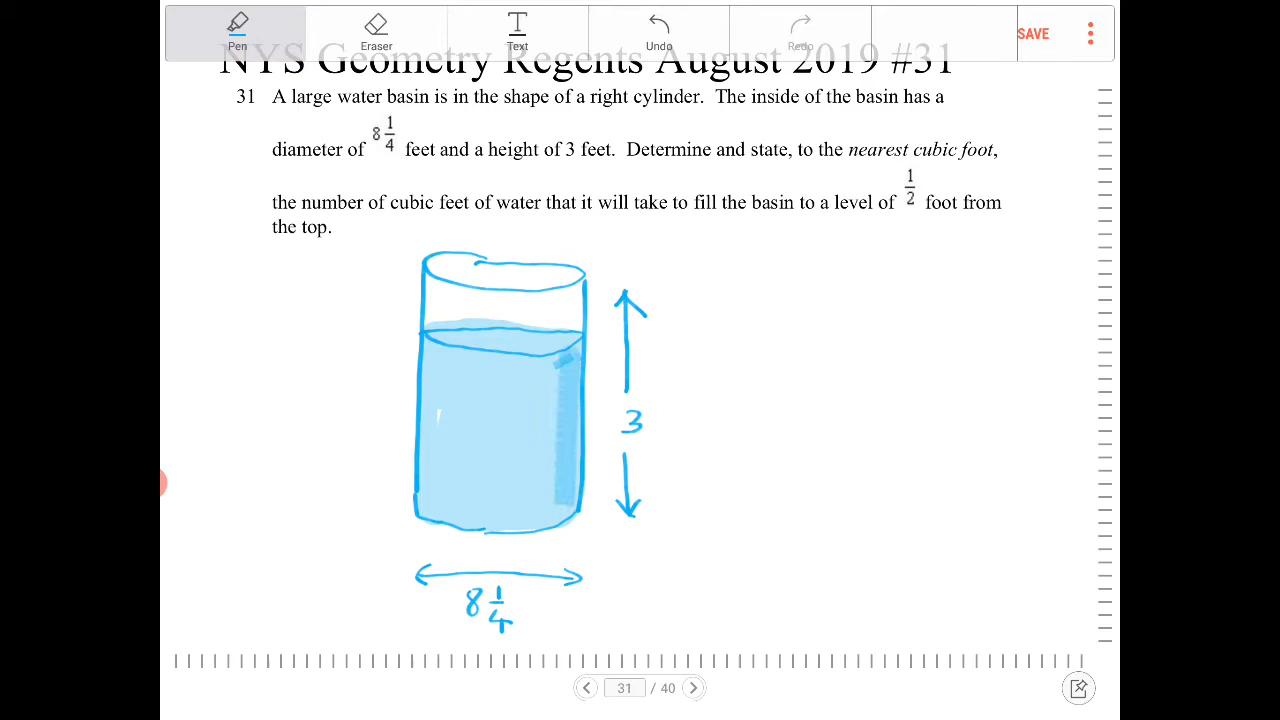 Pen Eraser Text Undo Redo SAVE
NYS Geometry Regents August 2019 #31
31 A large water basin is in the shape of a right cylinder. The inside of the basin has a
diameter of 8 1/4 feet and a height of 3 feet. Determine and state, to the nearest cubic foot,
the number of cubic feet of water that it will take to fill the basin to a level of 1/2 foot from
the top.
3
8 1/4
31 / 40